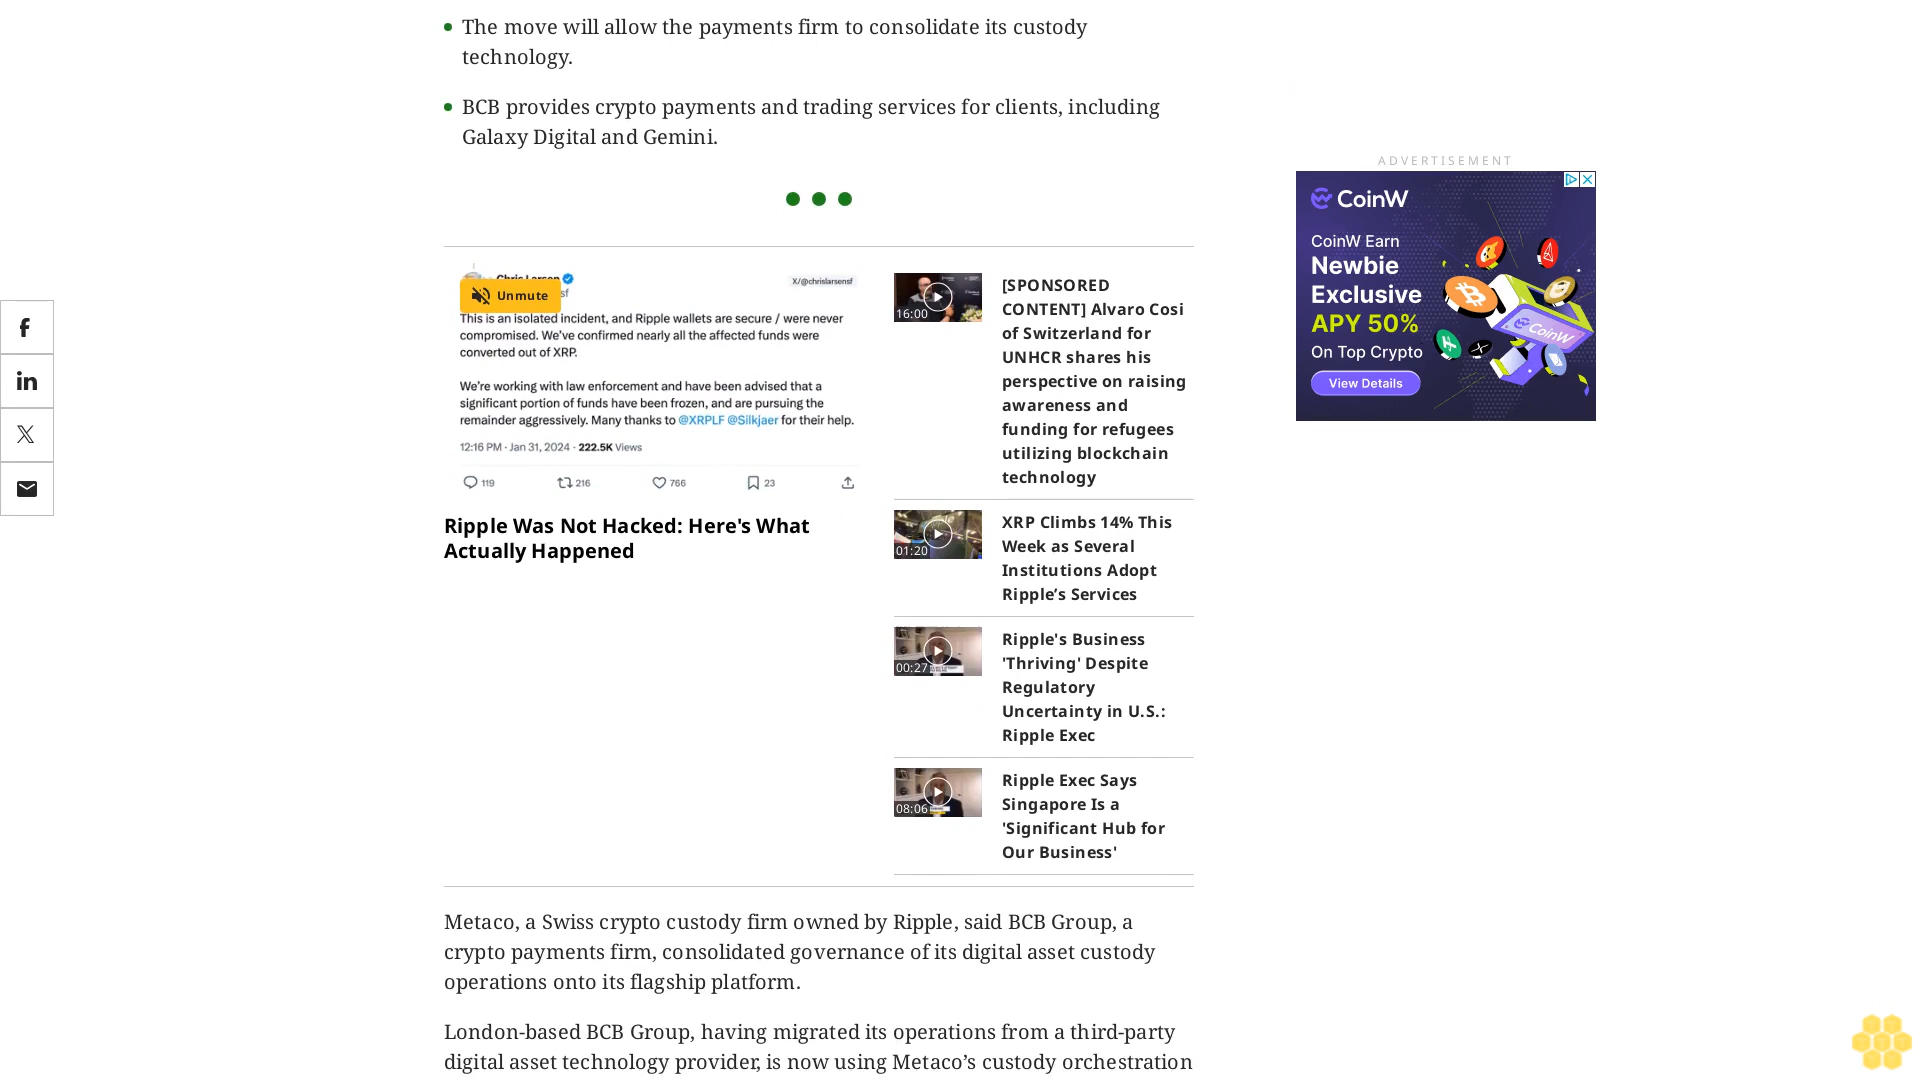 The move will allow the payments firm to consolidate its custody
technology.
BCB provides crypto payments and trading services for clients, including
Galaxy Digital and Gemini.
Chris Larsen
X/@chrislarsensf
Unmute
sf
This is an isolated incident, and Ripple wallets are secure / were never
compromised. We've confirmed nearly all the affected funds were
converted out of XRP.
We're working with law enforcement and have been advised that a
significant portion of funds have been frozen, and are pursuing the
remainder aggressively. Many thanks to @XRPLF @Silkjaer for their help.
12:16 PM · Jan 31, 2024 · 222.5K Views
119 216 766 23
Ripple Was Not Hacked: Here's What
Actually Happened
16:00
[SPONSORED
CONTENT] Alvaro Cosi
of Switzerland for
UNHCR shares his
perspective on raising
awareness and
funding for refugees
utilizing blockchain
technology
01:20
XRP Climbs 14% This
Week as Several
Institutions Adopt
Ripple’s Services
00:27
Ripple's Business
'Thriving' Despite
Regulatory
Uncertainty in U.S.:
Ripple Exec
08:06
Ripple Exec Says
Singapore Is a
'Significant Hub for
Our Business'
Metaco, a Swiss crypto custody firm owned by Ripple, said BCB Group, a
crypto payments firm, consolidated governance of its digital asset custody
operations onto its flagship platform.
London-based BCB Group, having migrated its operations from a third-party
digital asset technology provider, is now using Metaco’s custody orchestration
ADVERTISEMENT
CoinW
CoinW Earn
Newbie
Exclusive
APY 50%
On Top Crypto
View Details
CoinW